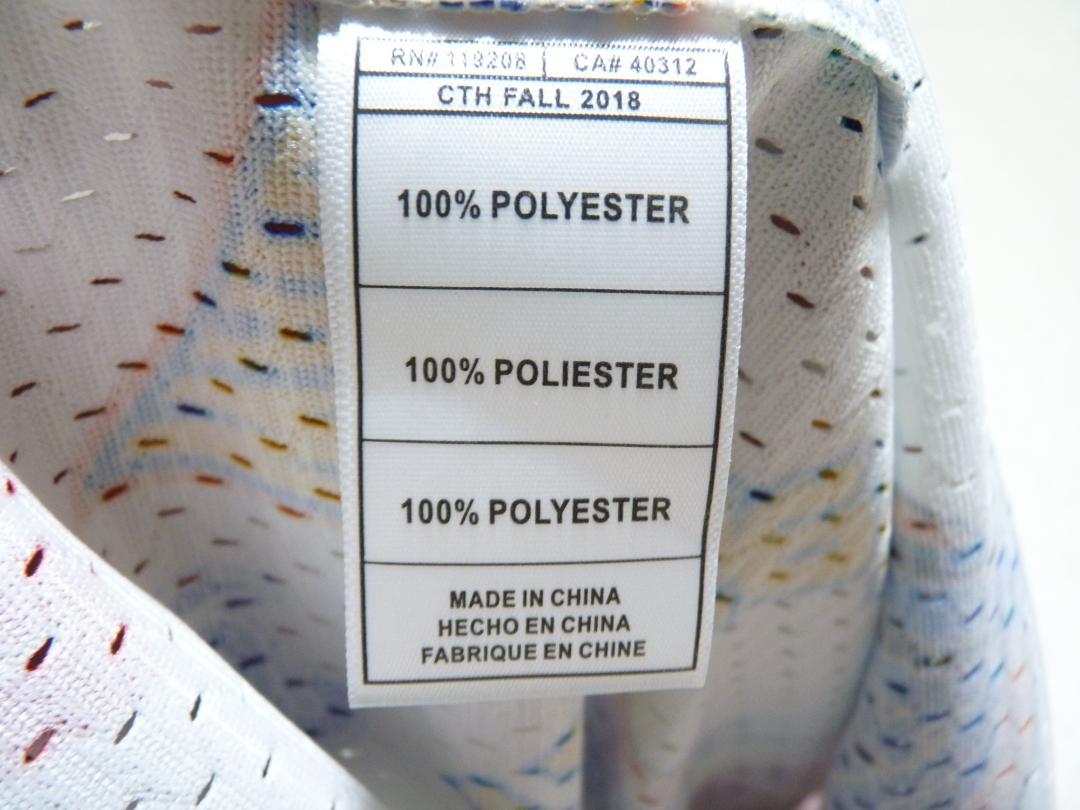 RN# 119208 | CA# 40312
CTH FALL 2018
100% POLYESTER
100% POLIESTER
100% POLYESTER
MADE IN CHINA
HECHO EN CHINA
FABRIQUE EN CHINE